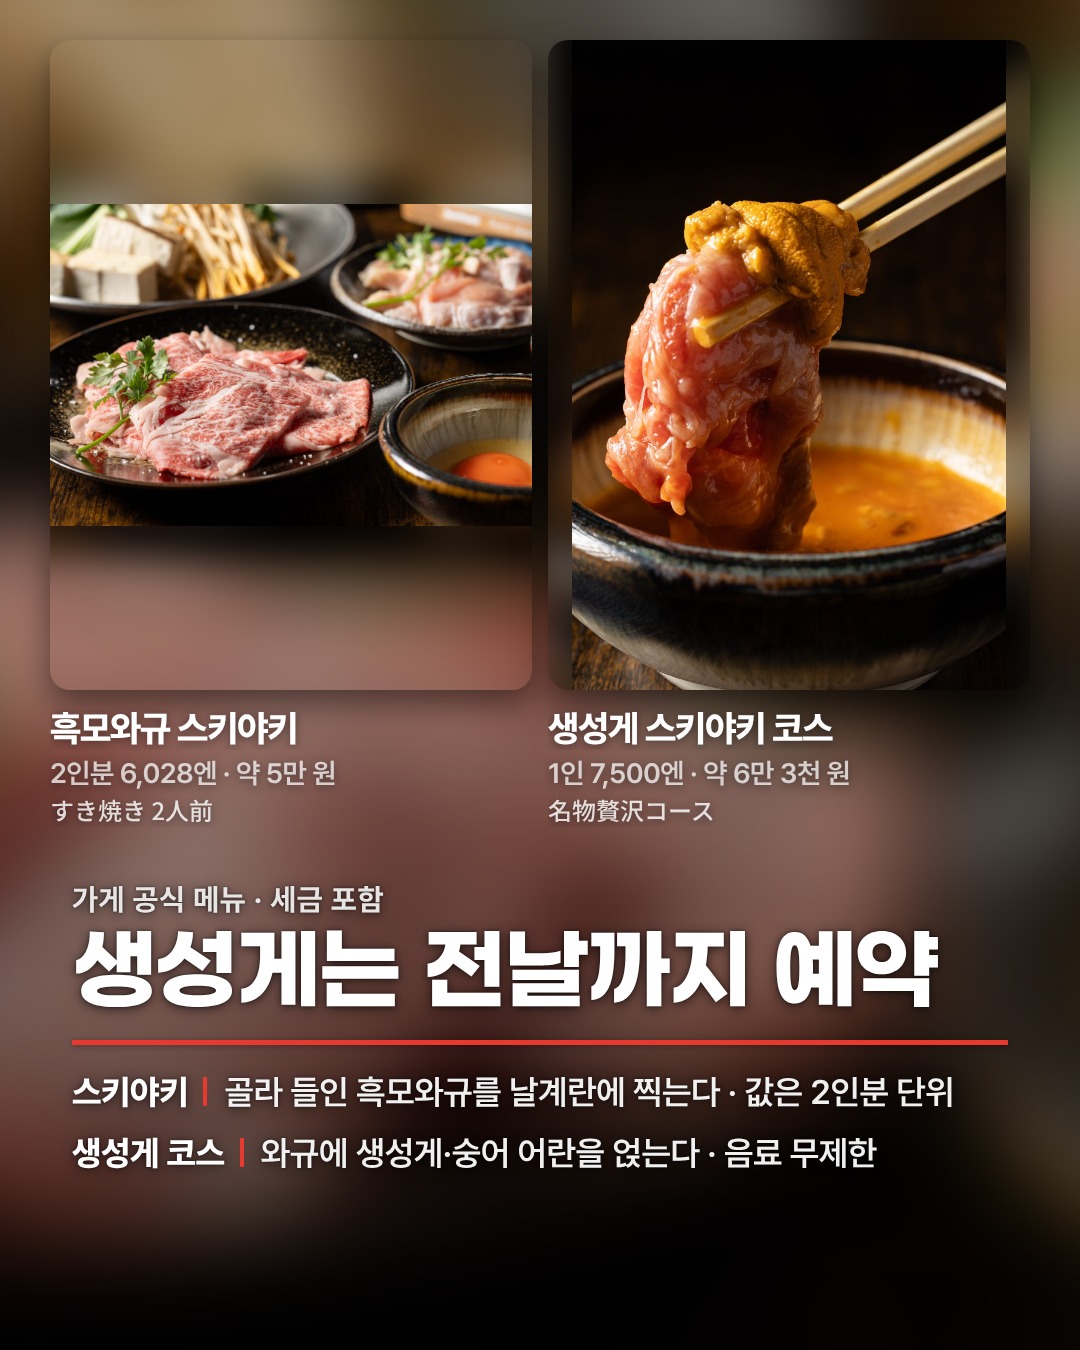 흑모와규 스키야키
2인분 6,028엔 · 약 5만 원
すき焼き 2人前
생성게 스키야키 코스
1인 7,500엔 · 약 6만 3천 원
名物贅沢コース
가게 공식 메뉴 · 세금 포함
생성게는 전날까지 예약
스키야키 | 골라 들인 흑모와규를 날계란에 찍는다 · 값은 2인분 단위
생성게 코스 | 와규에 생성게·숭어 어란을 얹는다 · 음료 무제한